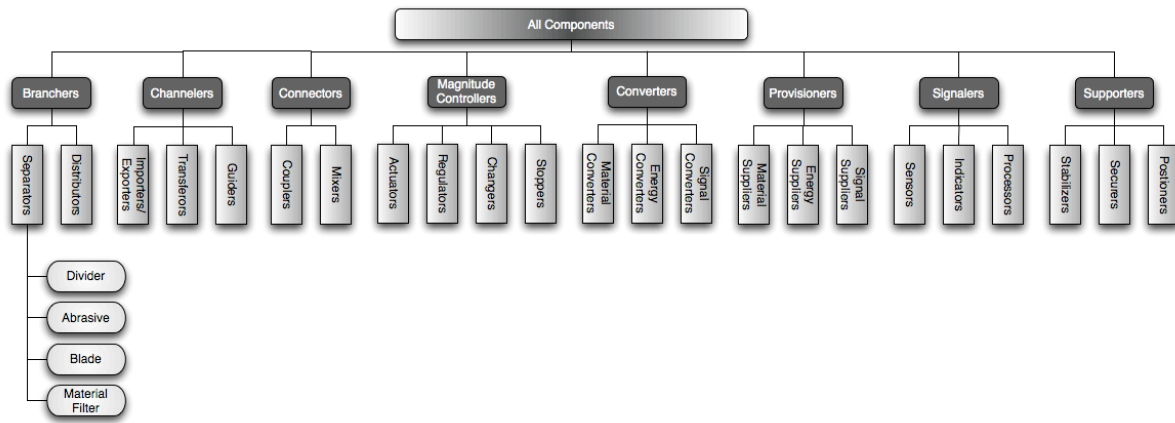 All Components
Branchers
Channelers
Connectors
Magnitude
Controllers
Converters
Provisioners
Signalers
Supporters
Separators
Distributors
Importers/
Exporters
Transferrors
Guiders
Couplers
Mixers
Actuators
Regulators
Changers
Stoppers
Material
Converters
Energy
Converters
Signal
Converters
Material
Suppliers
Energy
Suppliers
Signal
Suppliers
Sensors
Indicators
Processors
Stabilizers
Securers
Postioners
Divider
Abrasive
Blade
Material
Filter